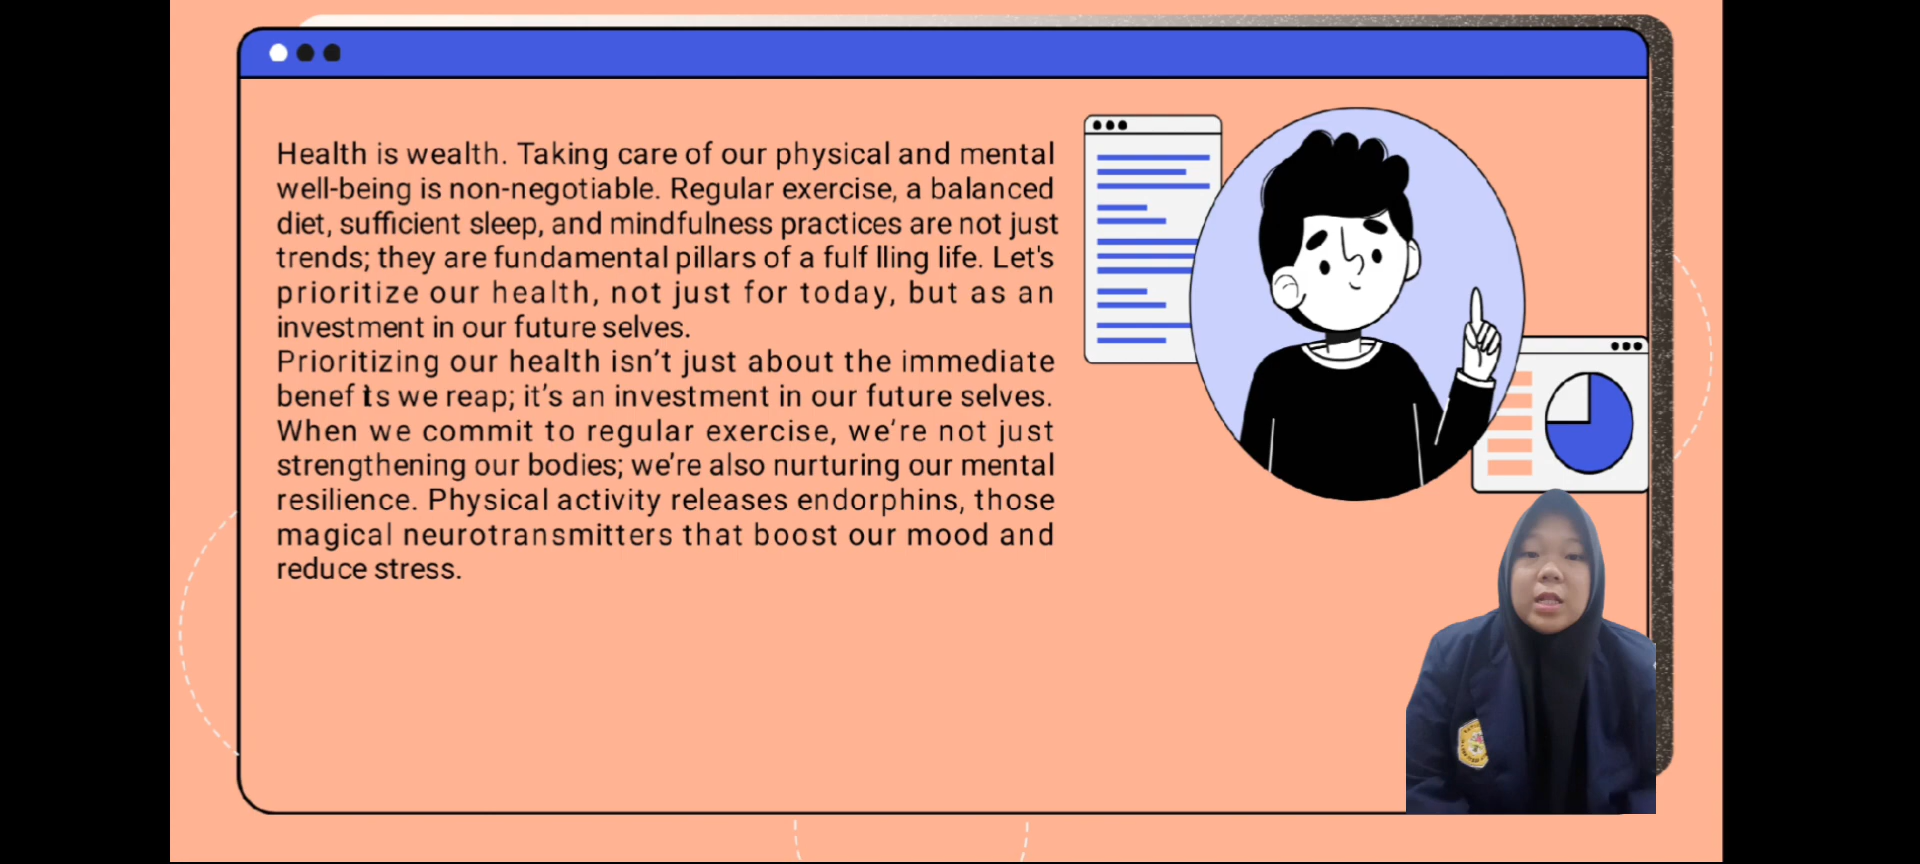 Health is wealth. Taking care of our physical and mental
well-being is non-negotiable. Regular exercise, a balanced
diet, sufficient sleep, and mindfulness practices are not just
trends; they are fundamental pillars of a fulf lling life. Let's
prioritize our health, not just for today, but as an
investment in our future selves.
Prioritizing our health isn’t just about the immediate
benef ts we reap; it’s an investment in our future selves.
When we commit to regular exercise, we’re not just
strengthening our bodies; we’re also nurturing our mental
resilience. Physical activity releases endorphins, those
magical neurotransmitters that boost our mood and
reduce stress.